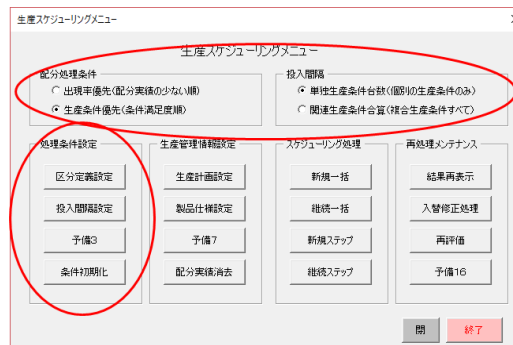 生産スケジューリングメニュー
生産スケジューリングメニュー
配分処理条件
出現率優先(配分実績の少ない順)
生産条件優先(条件満足度順)
投入間隔
単独生産条件台数(個別の生産条件のみ)
関連生産条件合算(複合生産条件すべて)
処理条件設定
区分定義設定
投入間隔設定
予備3
条件初期化
生産管理情報設定
生産計画設定
製品仕様設定
予備7
配分実績消去
スケジューリング処理
新規一括
継続一括
新規ステップ
継続ステップ
再処理メンテナンス
結果再表示
入替修正処理
再評価
予備16
閉
終了